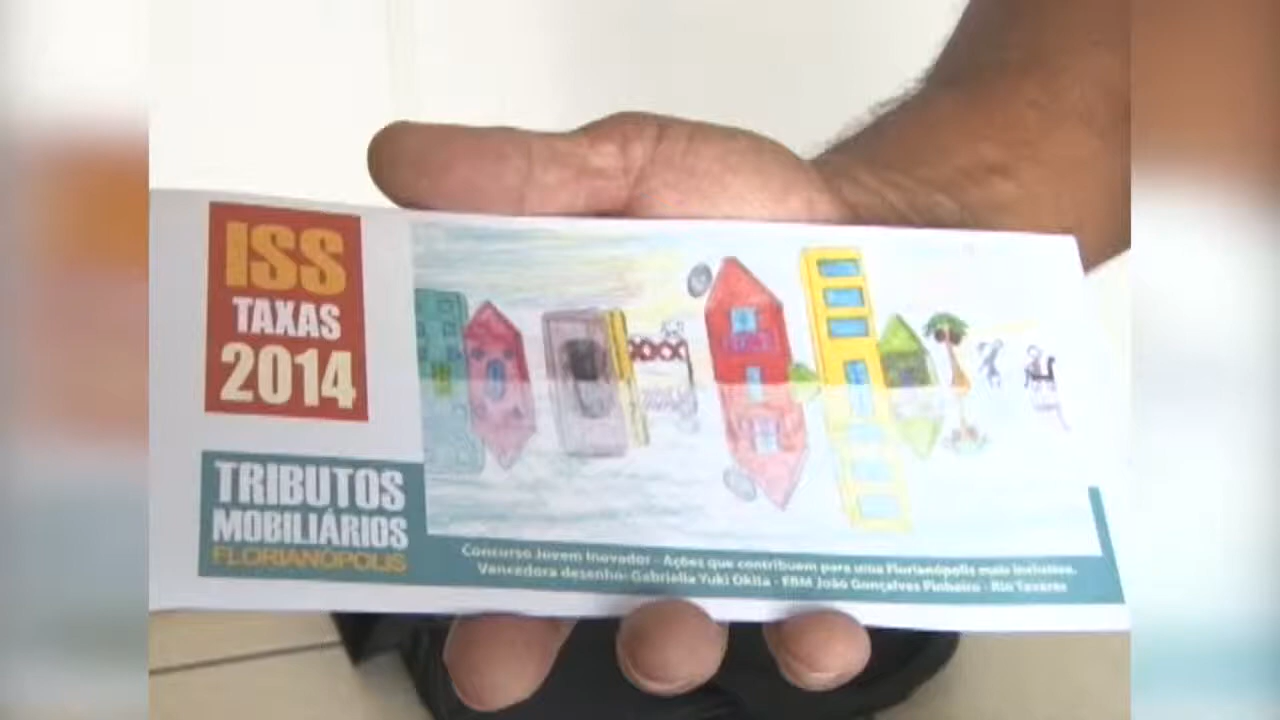 ISS
TAXAS
2014
TRIBUTOS
MOBILIÁRIOS
FLORIANÓPOLIS
Concurso Jovem Inovador - Ações que contribuem para uma Florianópolis mais inclusiva.
Vencedora desenho: Gabriella Yuki Okita - EBM João Gonçalves Pinheiro - Rio Tavares